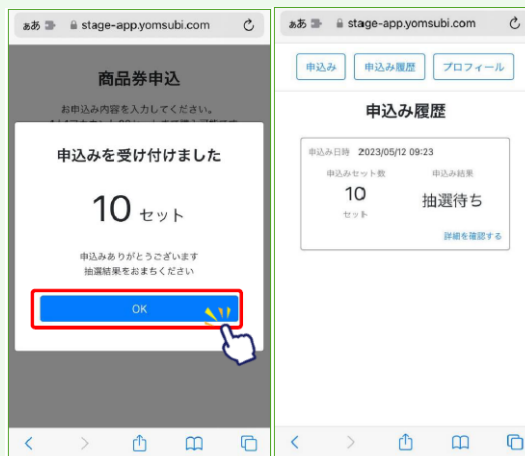 ああ stage-app.yomsubi.com
商品券申込
お申込み内容を入力してください。
申込みを受け付けました
10 セット
申込みありがとうございます
抽選結果をおまちください
OK
ああ stage-app.yomsubi.com
申込み 申込み履歴 プロフィール
申込み履歴
申込み日時 2023/05/12 09:23
申込みセット数 申込み結果
10 抽選待ち
セット
詳細を確認する